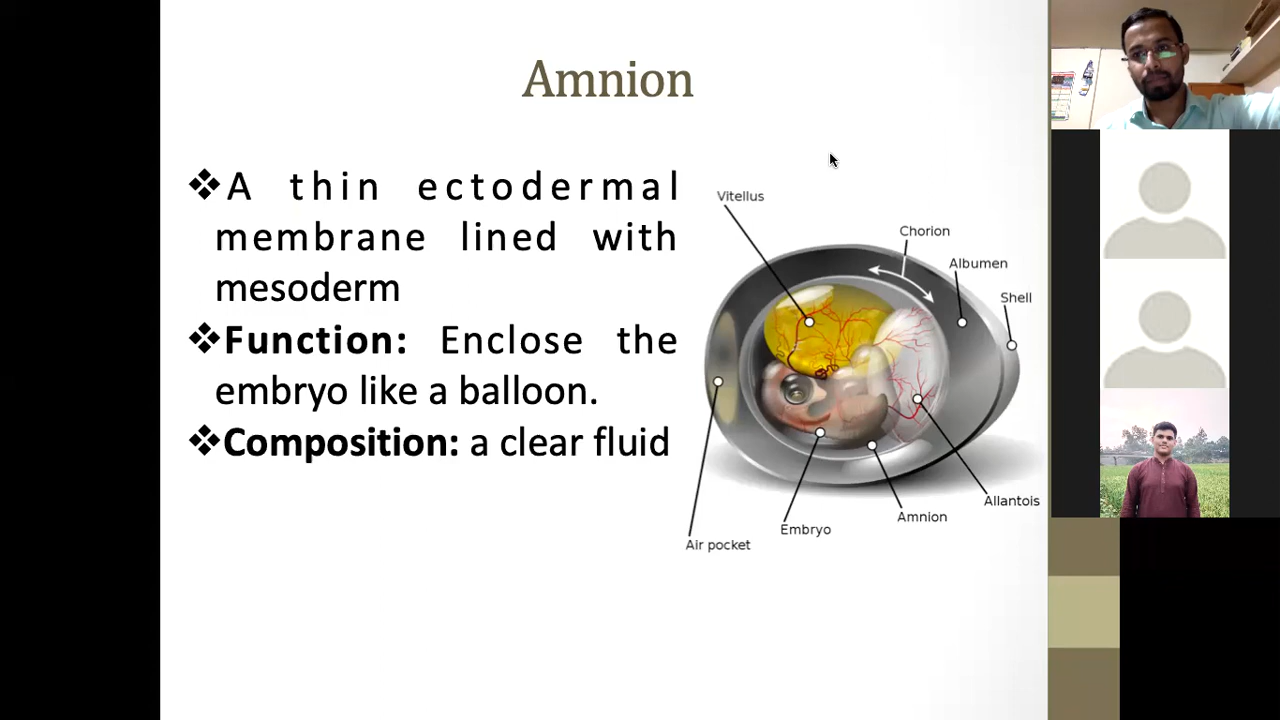 Amnion
❖A thin ectodermal
membrane lined with
mesoderm
❖Function: Enclose the
embryo like a balloon.
❖Composition: a clear fluid
Vitellus
Chorion
Albumen
Shell
Allantois
Amnion
Embryo
Air pocket